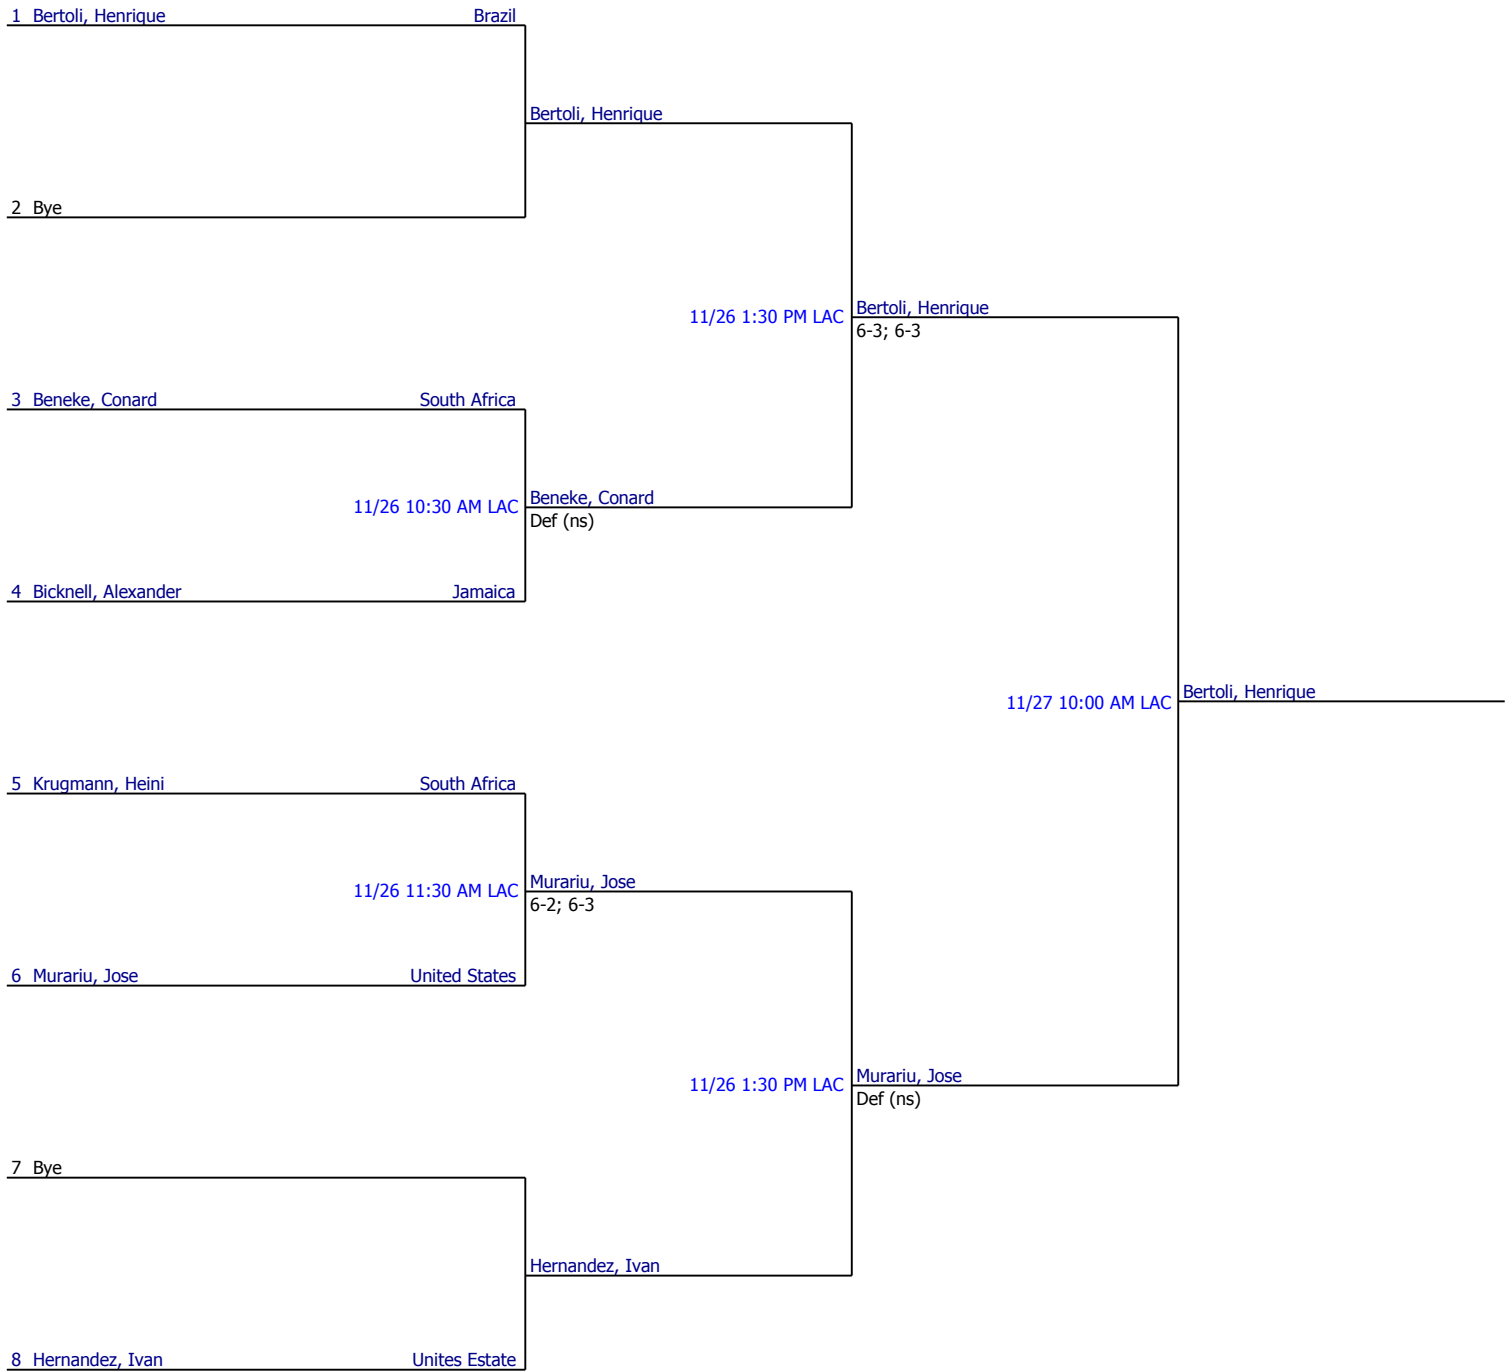 1 Bertoli, Henrique Brazil
Bertoli, Henrique
2 Bye
11/26 1:30 PM LAC Bertoli, Henrique
6-3; 6-3
3 Beneke, Conard South Africa
11/26 10:30 AM LAC Beneke, Conard
Def (ns)
4 Bicknell, Alexander Jamaica
11/27 10:00 AM LAC Bertoli, Henrique
5 Krugmann, Heini South Africa
11/26 11:30 AM LAC Murariu, Jose
6-2; 6-3
6 Murariu, Jose United States
11/26 1:30 PM LAC Murariu, Jose
Def (ns)
7 Bye
Hernandez, Ivan
8 Hernandez, Ivan Unites Estate